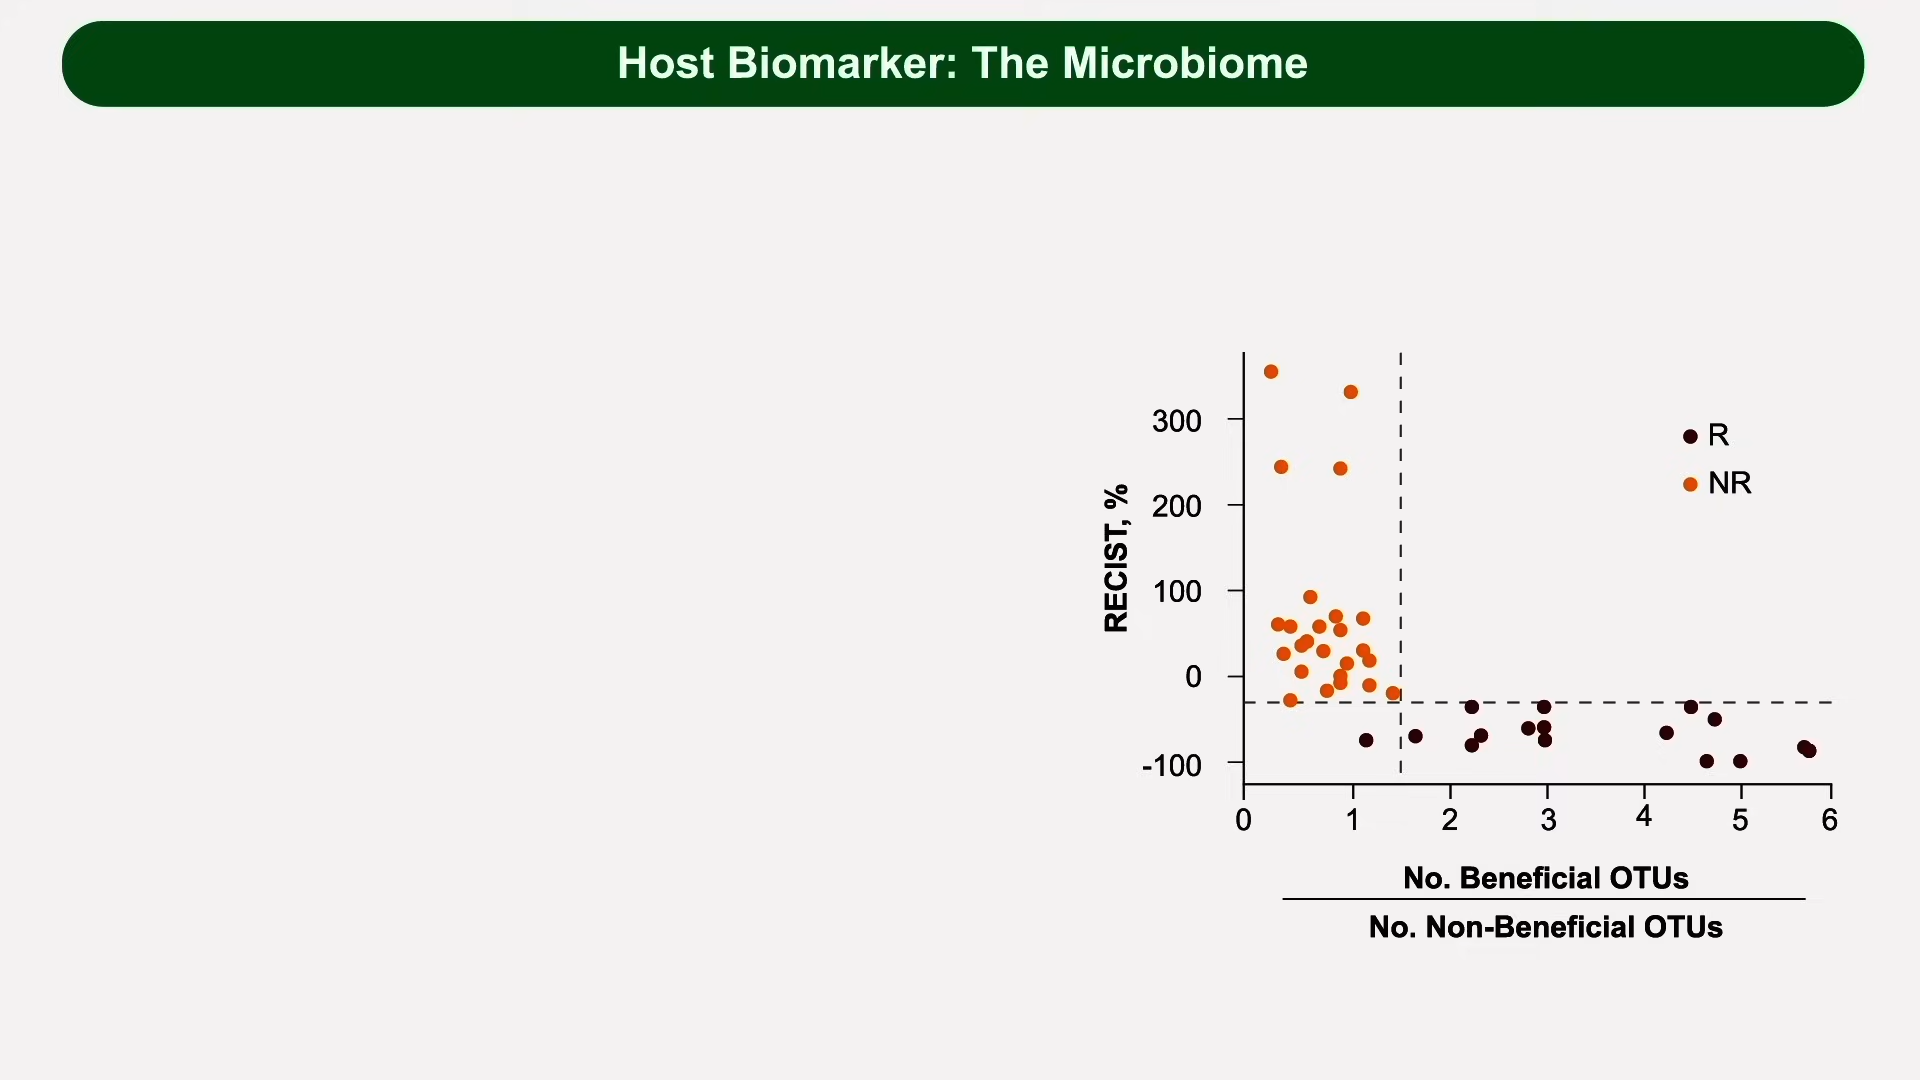 Host Biomarker: The Microbiome
300
200
100
0
-100
RECIST, %
R
NR
0 1 2 3 4 5 6
No. Beneficial OTUs
No. Non-Beneficial OTUs